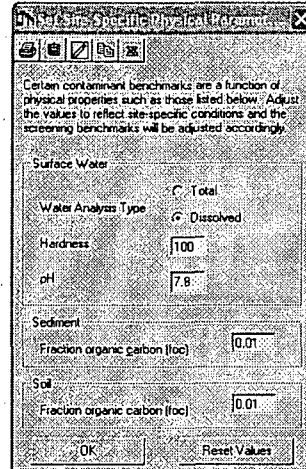 Set Site Specific Physical Paramet...
Certain contaminant benchmarks are a function of
physical properties such as those listed below. Adjust
the values to reflect site-specific conditions and the
screening benchmarks will be adjusted accordingly.
Surface Water
Water Analysis Type
Total
Dissolved
Hardness 100
pH 7.8
Sediment
Fraction organic carbon (foc) 0.01
Soil
Fraction organic carbon (foc) 0.01
OK Reset Values